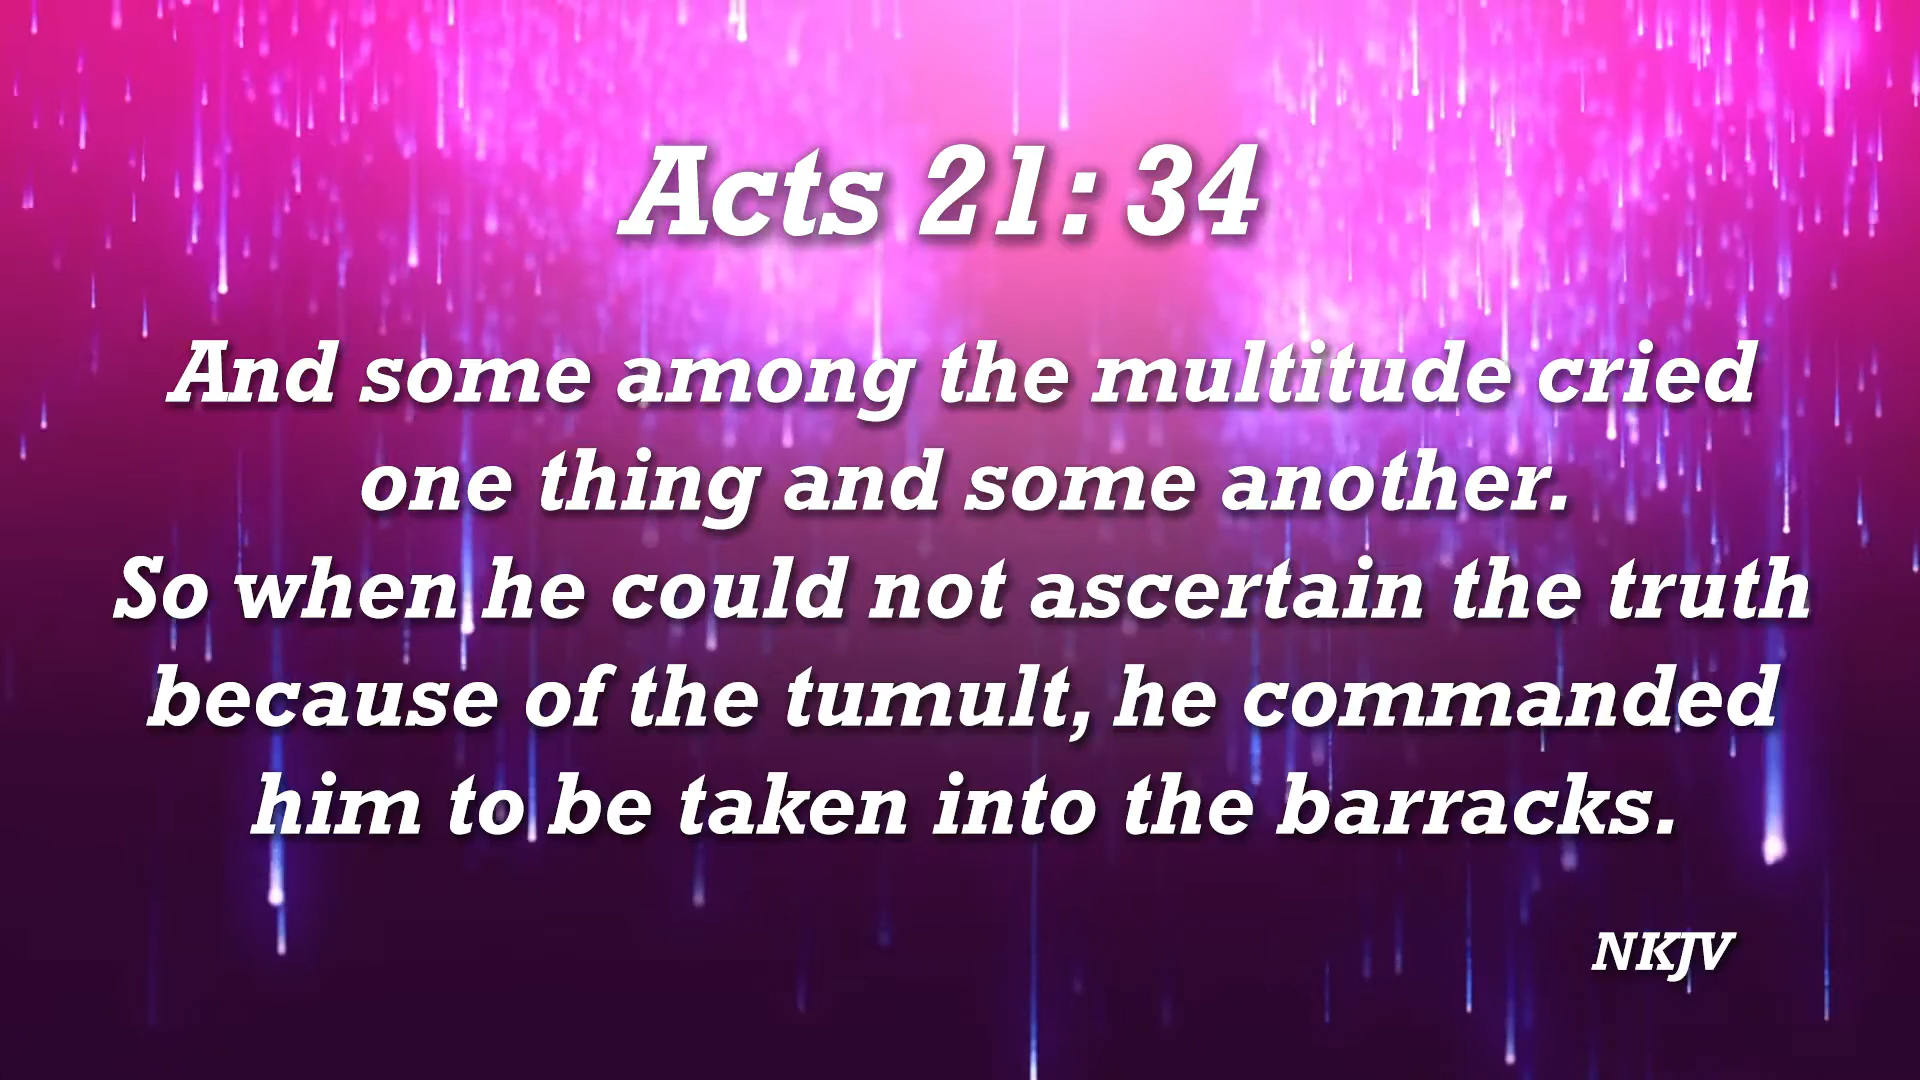 Acts 21: 34
And some among the multitude cried
one thing and some another.
So when he could not ascertain the truth
because of the tumult, he commanded
him to be taken into the barracks.
NKJV